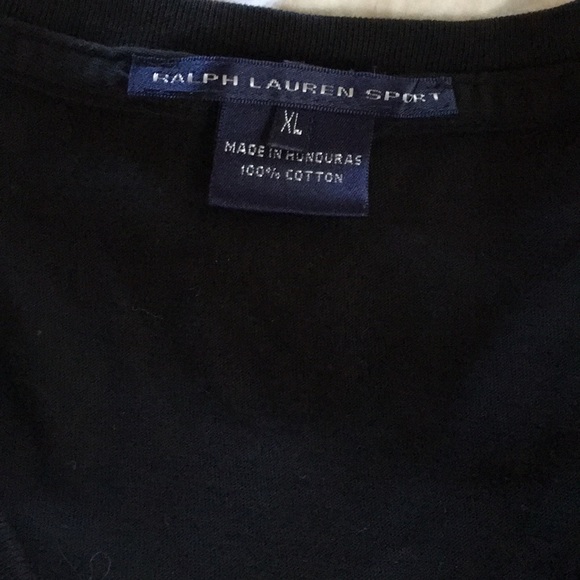 RALPH LAUREN SPORT
XL
MADE IN HONDURAS
100% COTTON